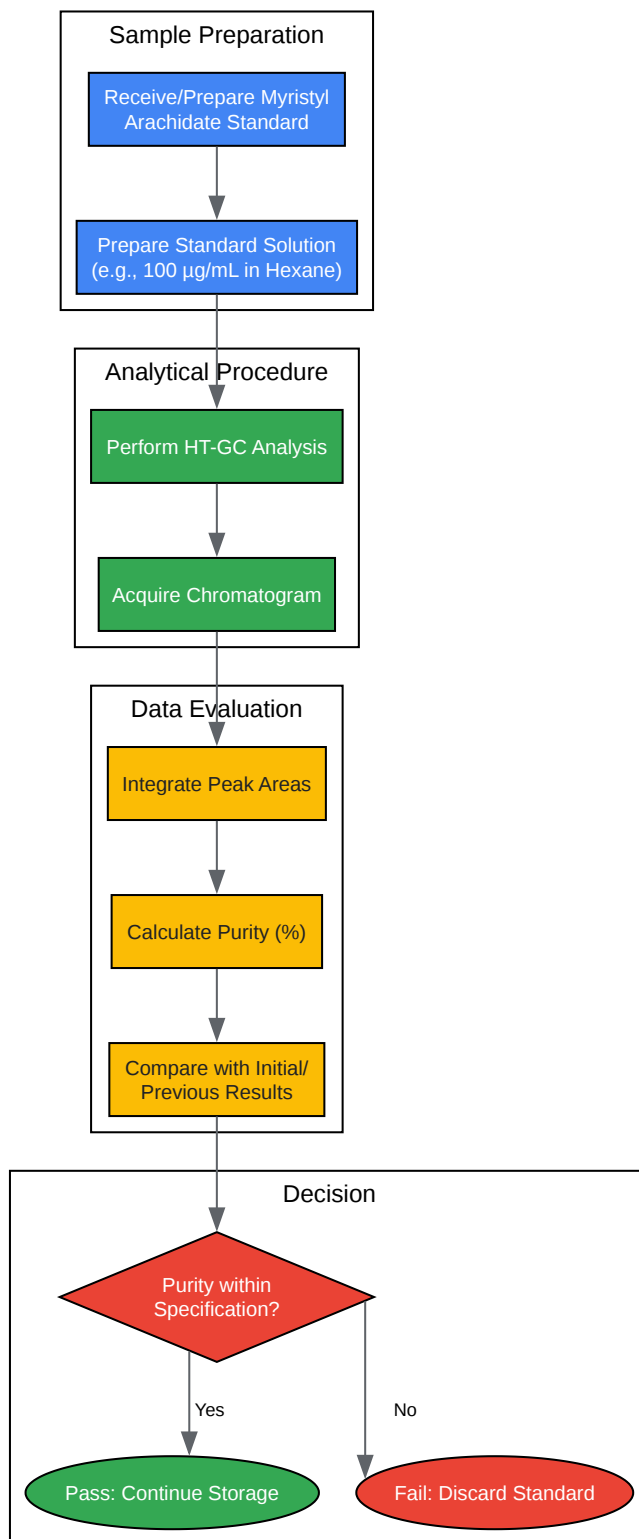 Sample Preparation
Receive/Prepare Myristyl
Arachidate Standard
Prepare Standard Solution
(e.g., 100 µg/mL in Hexane)
Analytical Procedure
Perform HT-GC Analysis
Acquire Chromatogram
Data Evaluation
Integrate Peak Areas
Calculate Purity (%)
Compare with Initial/
Previous Results
Decision
Purity within
Specification?
Yes
No
Pass: Continue Storage
Fail: Discard Standard